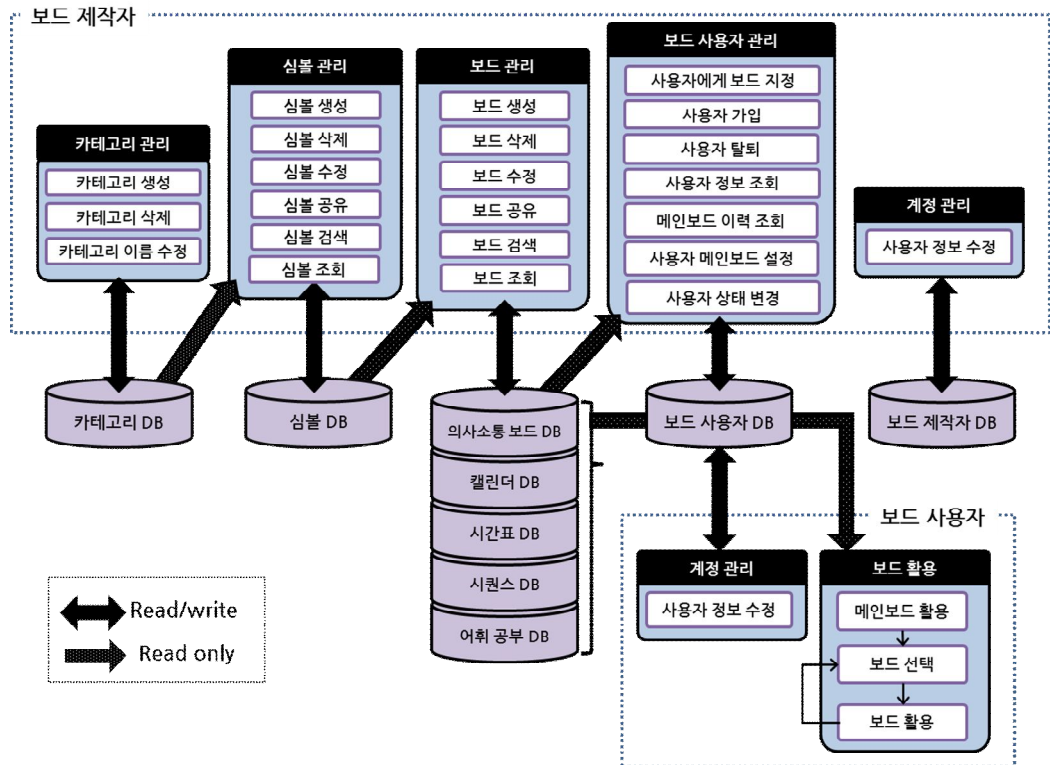 보드 제작자
카테고리 관리
카테고리 생성
카테고리 삭제
카테고리 이름 수정
심볼 관리
심볼 생성
심볼 삭제
심볼 수정
심볼 공유
심볼 검색
심볼 조회
보드 관리
보드 생성
보드 삭제
보드 수정
보드 공유
보드 검색
보드 조회
보드 사용자 관리
사용자에게 보드 지정
사용자 가입
사용자 탈퇴
사용자 정보 조회
메인보드 이력 조회
사용자 메인보드 설정
사용자 상태 변경
계정 관리
사용자 정보 수정
카테고리 DB
심볼 DB
의사소통 보드 DB
캘린더 DB
시간표 DB
시퀀스 DB
어휘 공부 DB
보드 사용자 DB
보드 제작자 DB
보드 사용자
계정 관리
사용자 정보 수정
보드 활용
메인보드 활용
보드 선택
보드 활용
Read/write
Read only